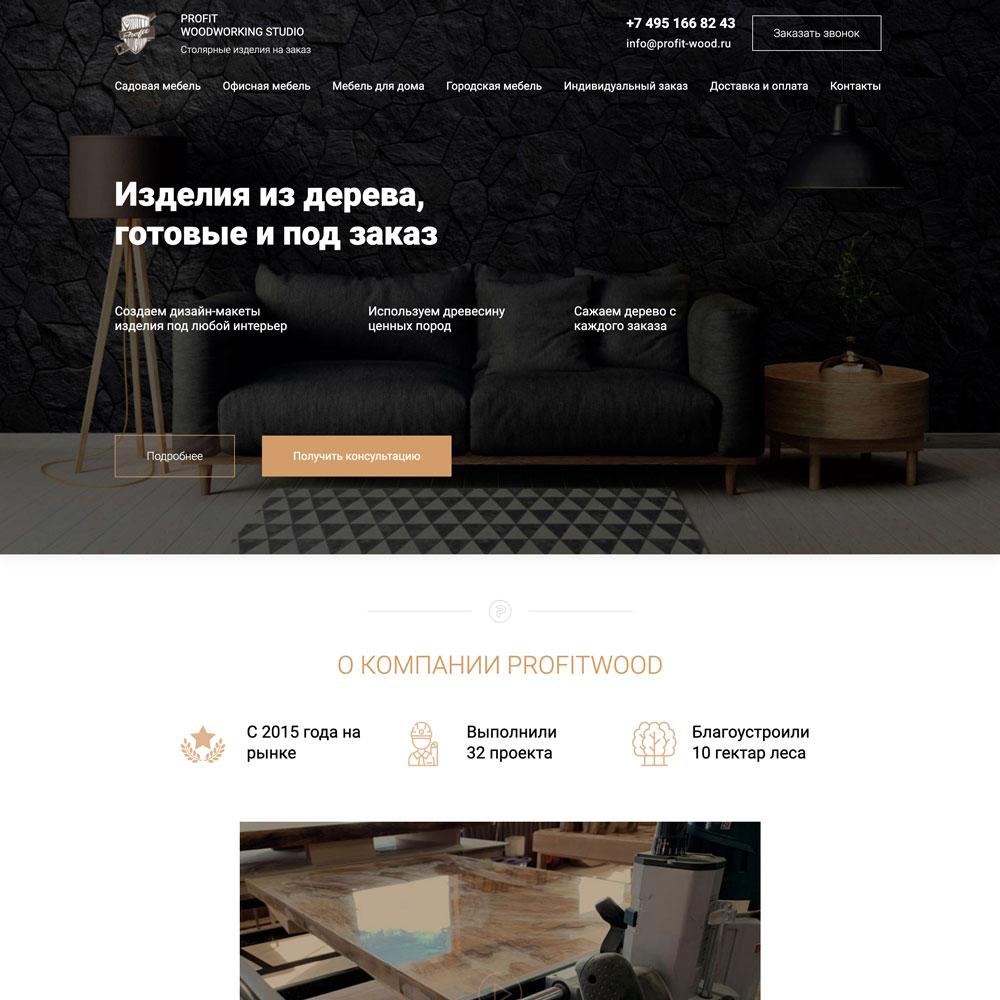 PROFIT
WOODWORKING STUDIO
Столярные изделия на заказ
+7 495 166 82 43
info@profit-wood.ru
Заказать звонок
Садовая мебель Офисная мебель Мебель для дома Городская мебель Индивидуальный заказ Доставка и оплата Контакты
Изделия из дерева,
готовые и под заказ
Создаем дизайн-макеты
изделия под любой интерьер
Используем древесину
ценных пород
Сажаем дерево с
каждого заказа
Подробнее
Получить консультацию
О КОМПАНИИ PROFITWOOD
С 2015 года на
рынке
Выполнили
32 проекта
Благоустроили
10 гектар леса